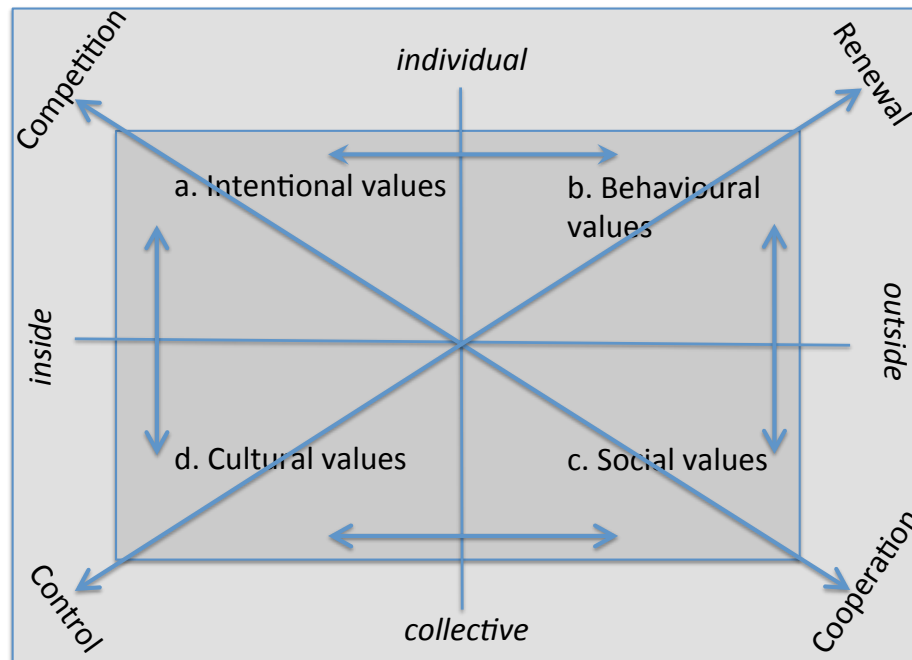 Competition
individual
Renewal
a. Intentional values
b. Behavioural
values
inside
outside
d. Cultural values
c. Social values
Control
collective
Cooperation